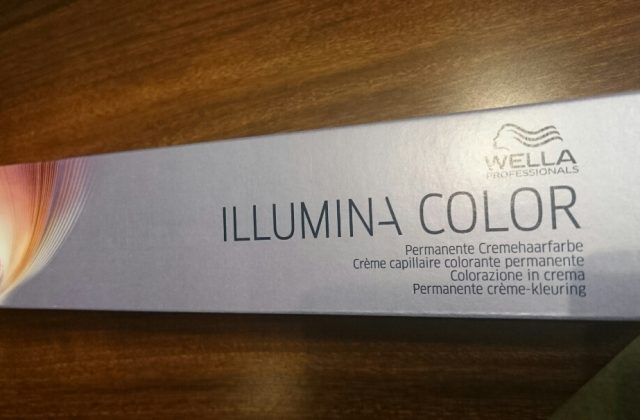 WELLA
PROFESSIONALS
ILLUMINA COLOR
Permanente Cremehaarfarbe
Crème capillaire colorante permanente
Colorazione in crema
Permanente crème-kleuring